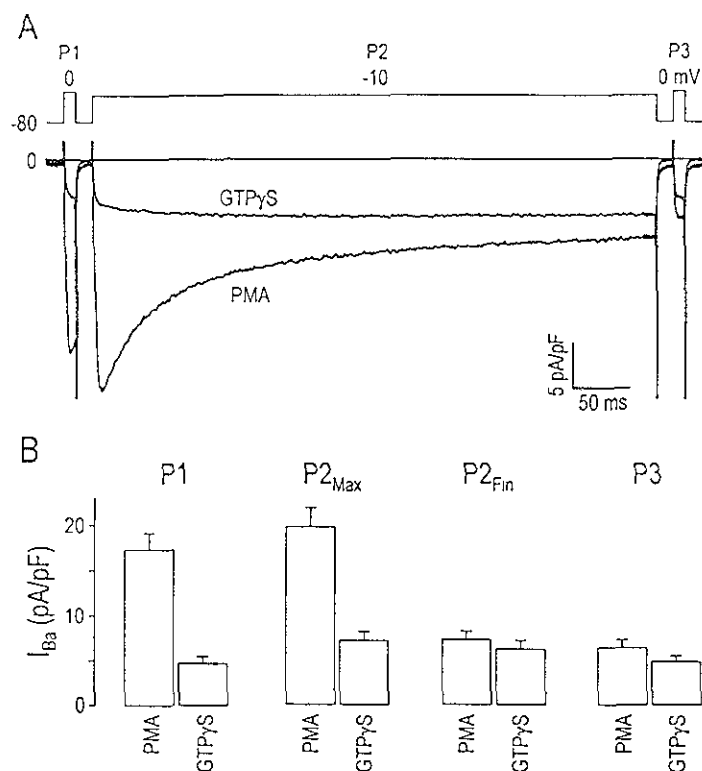 A
P1 P2 P3
0 -10 0 mV
-80
0
GTPγS
PMA
5 pA/pF
50 ms
B
P1 P2Max P2Fin P3
IBa (pA/pF)
20
10
0
PMA GTPγS PMA GTPγS PMA GTPγS PMA GTPγS